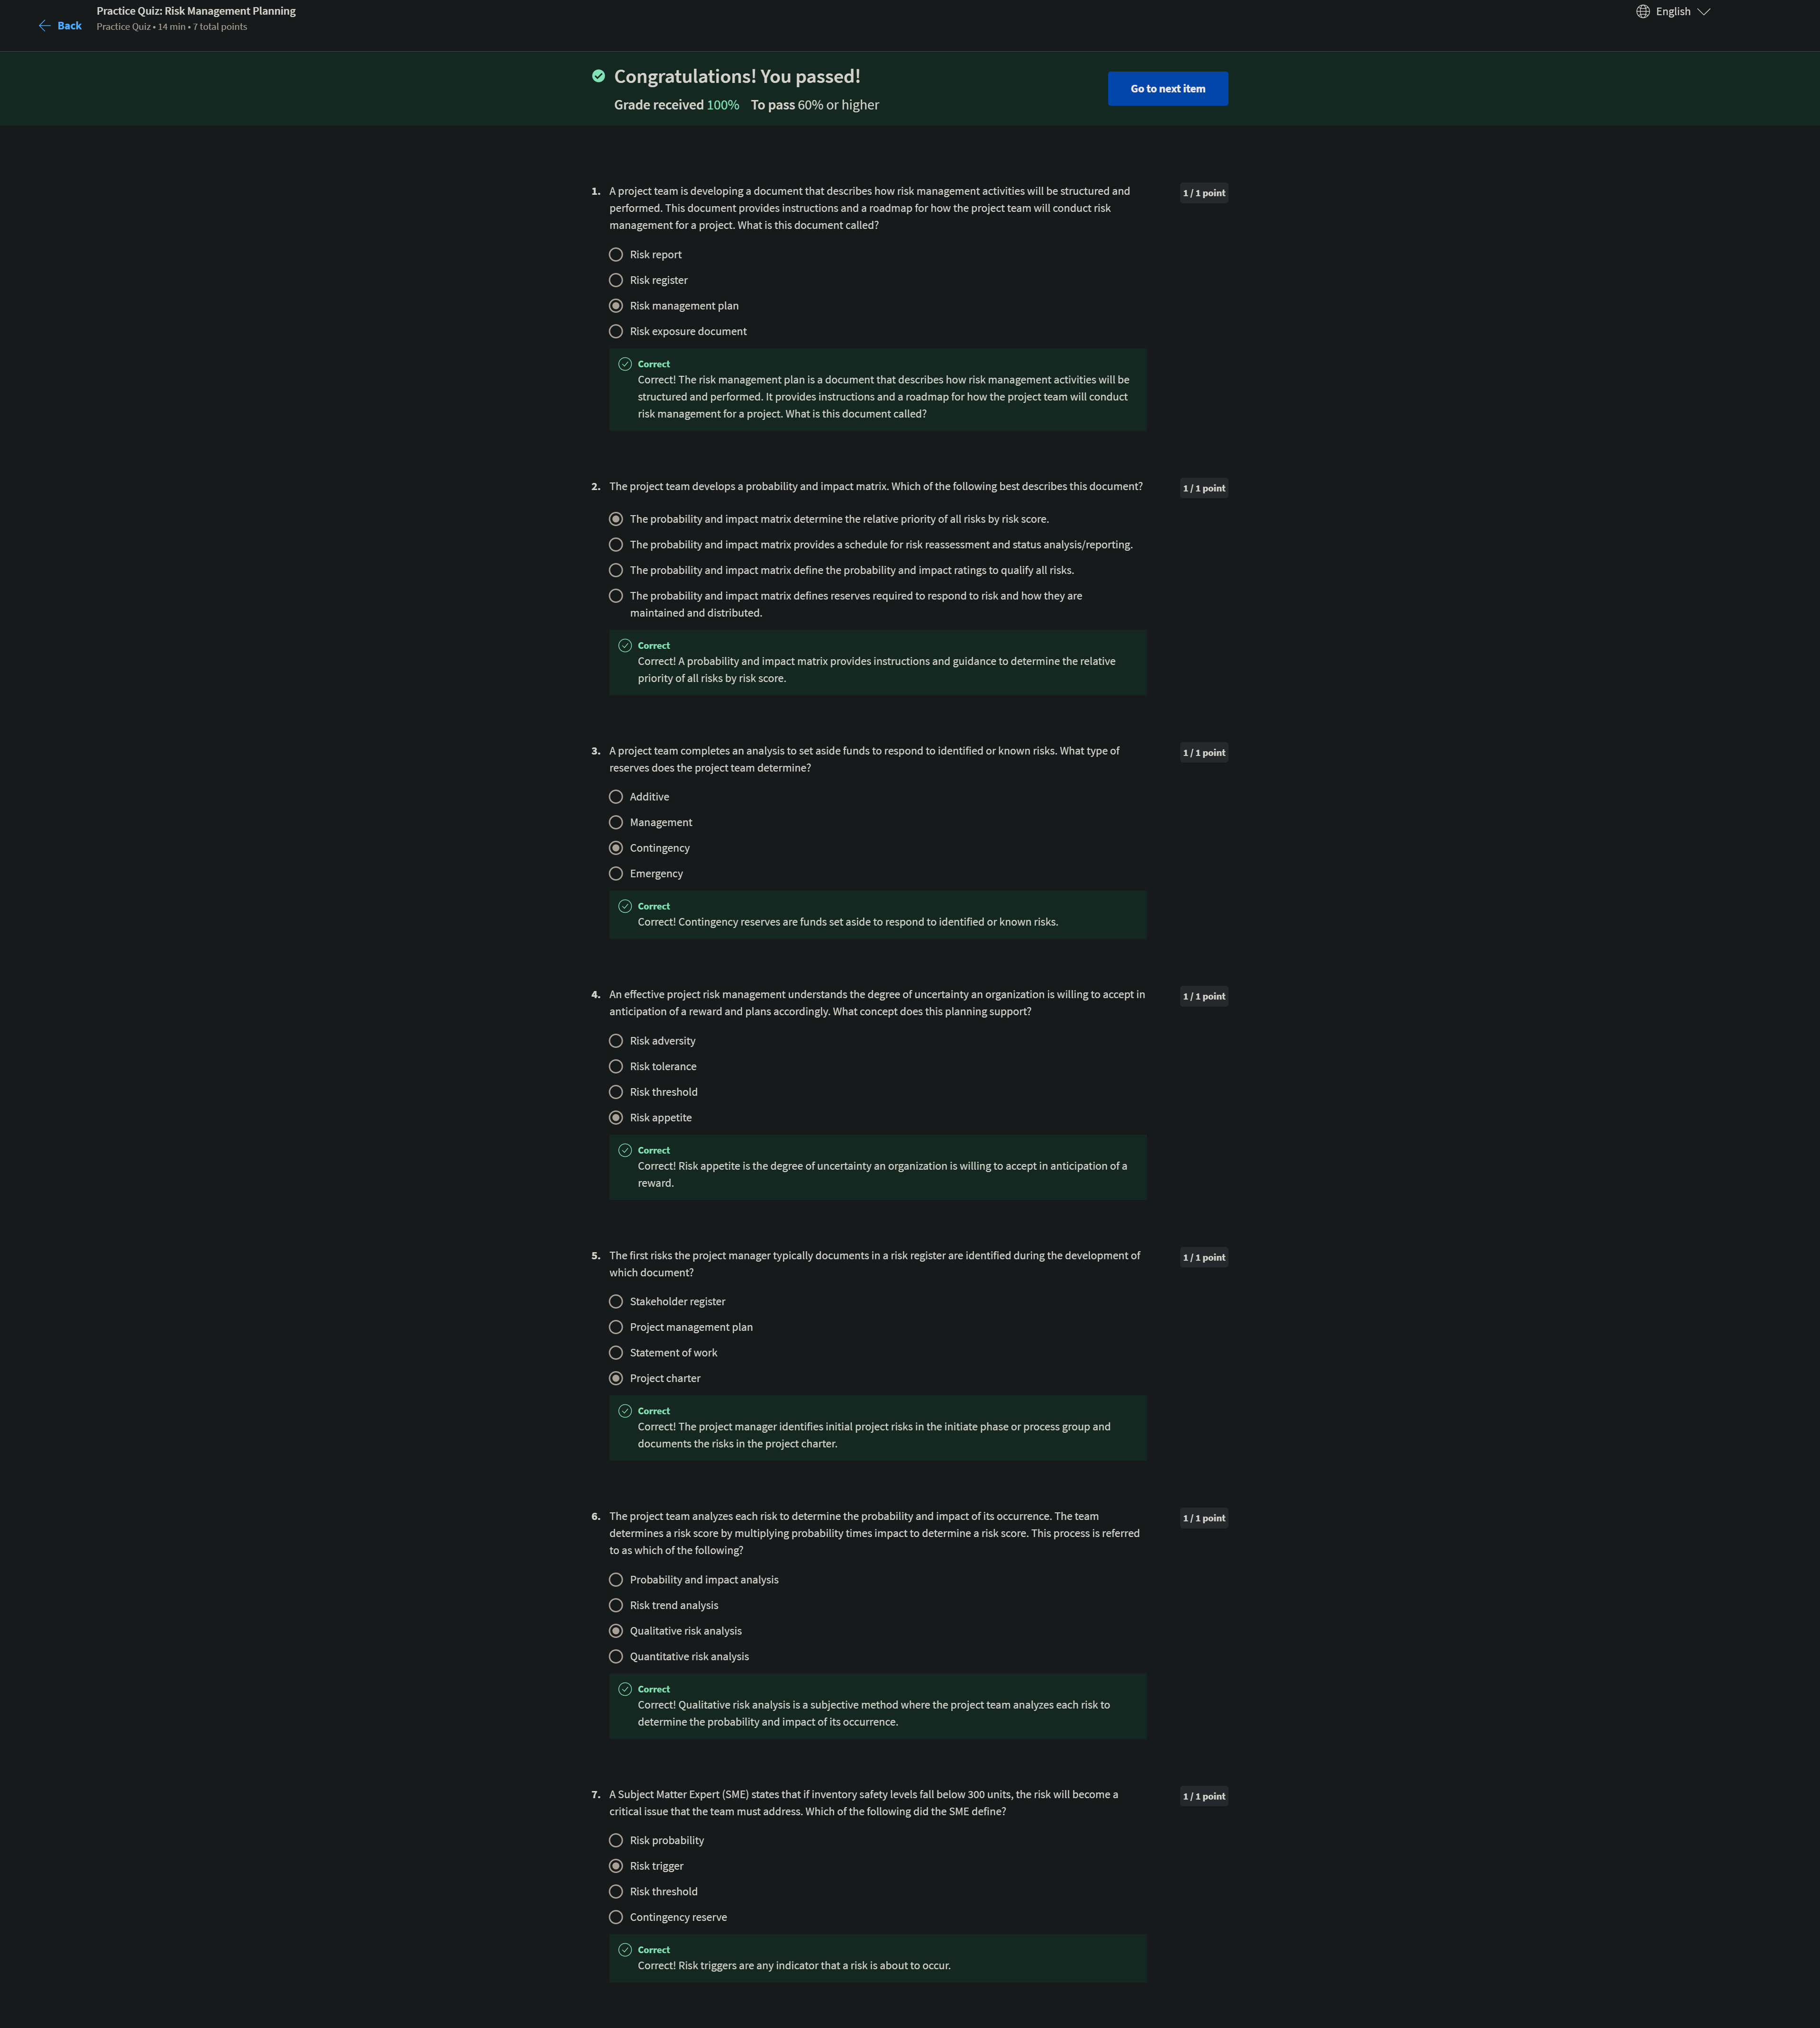 Back
Practice Quiz: Risk Management Planning
Practice Quiz • 14 min • 7 total points
English
Congratulations! You passed!
Grade received 100% To pass 60% or higher
Go to next item
1. A project team is developing a document that describes how risk management activities will be structured and
performed. This document provides instructions and a roadmap for how the project team will conduct risk
management for a project. What is this document called?
1 / 1 point
Risk report
Risk register
Risk management plan
Risk exposure document
Correct
Correct! The risk management plan is a document that describes how risk management activities will be
structured and performed. It provides instructions and a roadmap for how the project team will conduct
risk management for a project. What is this document called?
2. The project team develops a probability and impact matrix. Which of the following best describes this document?
1 / 1 point
The probability and impact matrix determine the relative priority of all risks by risk score.
The probability and impact matrix provides a schedule for risk reassessment and status analysis/reporting.
The probability and impact matrix define the probability and impact ratings to qualify all risks.
The probability and impact matrix defines reserves required to respond to risk and how they are
maintained and distributed.
Correct
Correct! A probability and impact matrix provides instructions and guidance to determine the relative
priority of all risks by risk score.
3. A project team completes an analysis to set aside funds to respond to identified or known risks. What type of
reserves does the project team determine?
1 / 1 point
Additive
Management
Contingency
Emergency
Correct
Correct! Contingency reserves are funds set aside to respond to identified or known risks.
4. An effective project risk management understands the degree of uncertainty an organization is willing to accept in
anticipation of a reward and plans accordingly. What concept does this planning support?
1 / 1 point
Risk adversity
Risk tolerance
Risk threshold
Risk appetite
Correct
Correct! Risk appetite is the degree of uncertainty an organization is willing to accept in anticipation of a
reward.
5. The first risks the project manager typically documents in a risk register are identified during the development of
which document?
1 / 1 point
Stakeholder register
Project management plan
Statement of work
Project charter
Correct
Correct! The project manager identifies initial project risks in the initiate phase or process group and
documents the risks in the project charter.
6. The project team analyzes each risk to determine the probability and impact of its occurrence. The team
determines a risk score by multiplying probability times impact to determine a risk score. This process is referred
to as which of the following?
1 / 1 point
Probability and impact analysis
Risk trend analysis
Qualitative risk analysis
Quantitative risk analysis
Correct
Correct! Qualitative risk analysis is a subjective method where the project team analyzes each risk to
determine the probability and impact of its occurrence.
7. A Subject Matter Expert (SME) states that if inventory safety levels fall below 300 units, the risk will become a
critical issue that the team must address. Which of the following did the SME define?
1 / 1 point
Risk probability
Risk trigger
Risk threshold
Contingency reserve
Correct
Correct! Risk triggers are any indicator that a risk is about to occur.